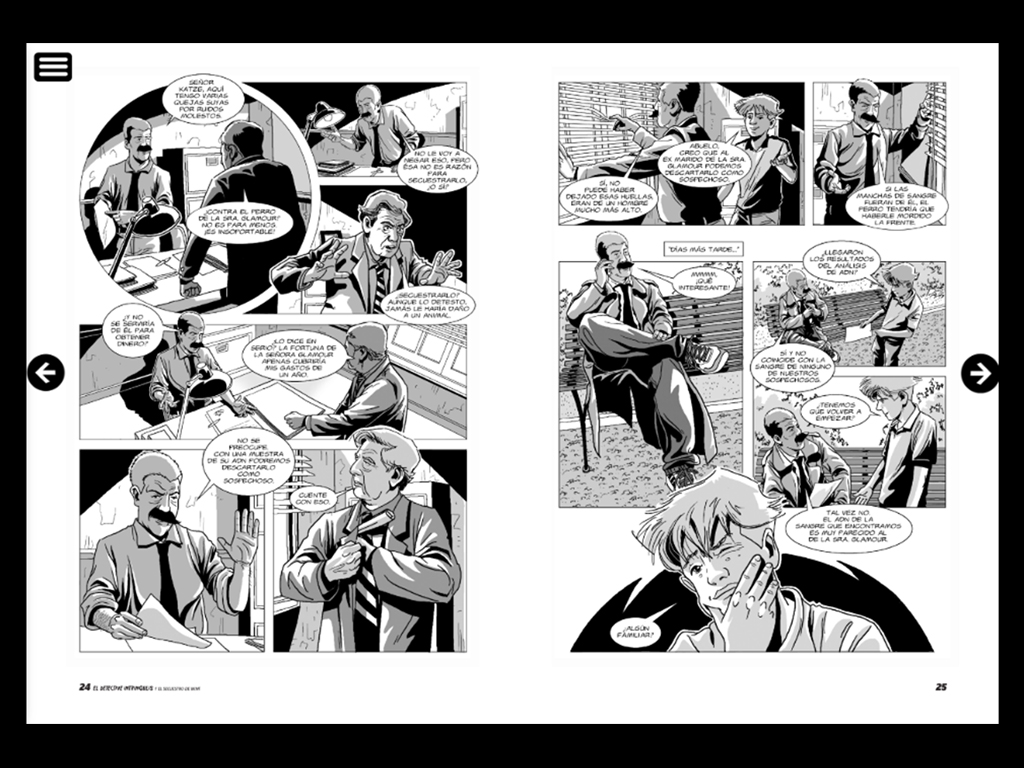 SEÑOR
KATZE, AQUÍ
TENGO VARIAS
QUEJAS SUYAS
POR RUIDOS
MOLESTOS.
¿CONTRA EL PERRO
DE LA SRA. GLAMOUR?
NO ES PARA MENOS.
¡ES INSOPORTABLE!
NO LE VOY A
NEGAR ESO, PERO
ÉSA NO ES RAZÓN
PARA
SECUESTRARLO,
¿O SÍ?
¿SECUESTRARLO?
AUNQUE LO DETESTO,
JAMÁS LE HARÍA DAÑO
A UN ANIMAL.
¿Y NO
SE SERVIRÍA
DE ÉL PARA
OBTENER
DINERO?
¿LO DICE EN
SERIO? LA FORTUNA DE
LA SEÑORA GLAMOUR
APENAS CUBRIRÍA
MIS GASTOS DE
UN AÑO.
NO SE
PREOCUPE.
CON UNA MUESTRA
DE SU ADN PODREMOS
DESCARTARLO
COMO
SOSPECHOSO.
CUENTE
CON ESO.
24 EL DETECTIVE INTRÍNGULIS Y EL SECUESTRO DE MIMÍ
ABUELO,
CREO QUE AL
EX MARIDO DE LA SRA.
GLAMOUR PODEMOS
DESCARTARLO COMO
SOSPECHOSO.
SÍ, NO
PUEDE HABER
DEJADO ESAS HUELLAS,
ERAN DE UN HOMBRE
MUCHO MÁS ALTO.
SI LAS
MANCHAS DE SANGRE
FUERAN DE ÉL, EL
PERRO TENDRÍA QUE
HABERLE MORDIDO
LA FRENTE.
"DÍAS MÁS TARDE..."
MMMM,
¡QUÉ
INTERESANTE!
¿LLEGARON
LOS RESULTADOS
DEL ANÁLISIS
DE ADN?
SÍ Y NO
COINCIDE CON LA
SANGRE DE NINGUNO
DE NUESTROS
SOSPECHOSOS.
¿TENEMOS
QUE VOLVER A
EMPEZAR?
TAL VEZ NO.
EL ADN DE LA
SANGRE QUE ENCONTRAMOS
ES MUY PARECIDO AL
DE LA SRA. GLAMOUR.
¿ALGÚN
FAMILIAR?
25